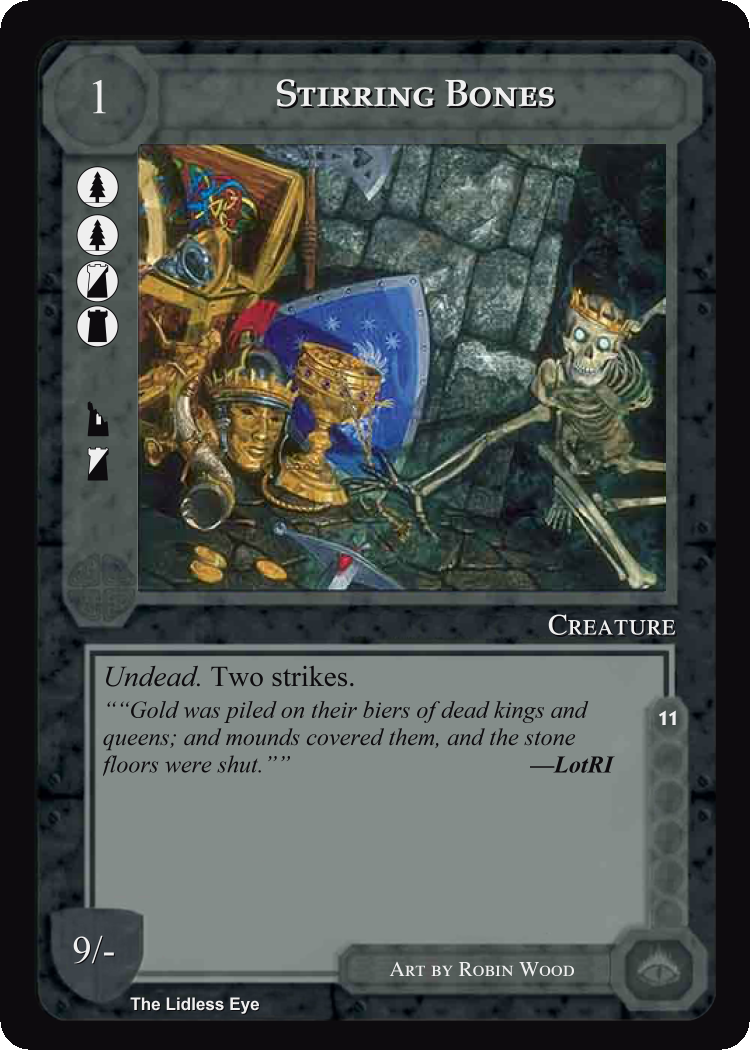 1
Stirring Bones
Creature
Undead. Two strikes.
““Gold was piled on their biers of dead kings and
queens; and mounds covered them, and the stone
floors were shut.”” —LotRI
11
9/-
Art by Robin Wood
The Lidless Eye